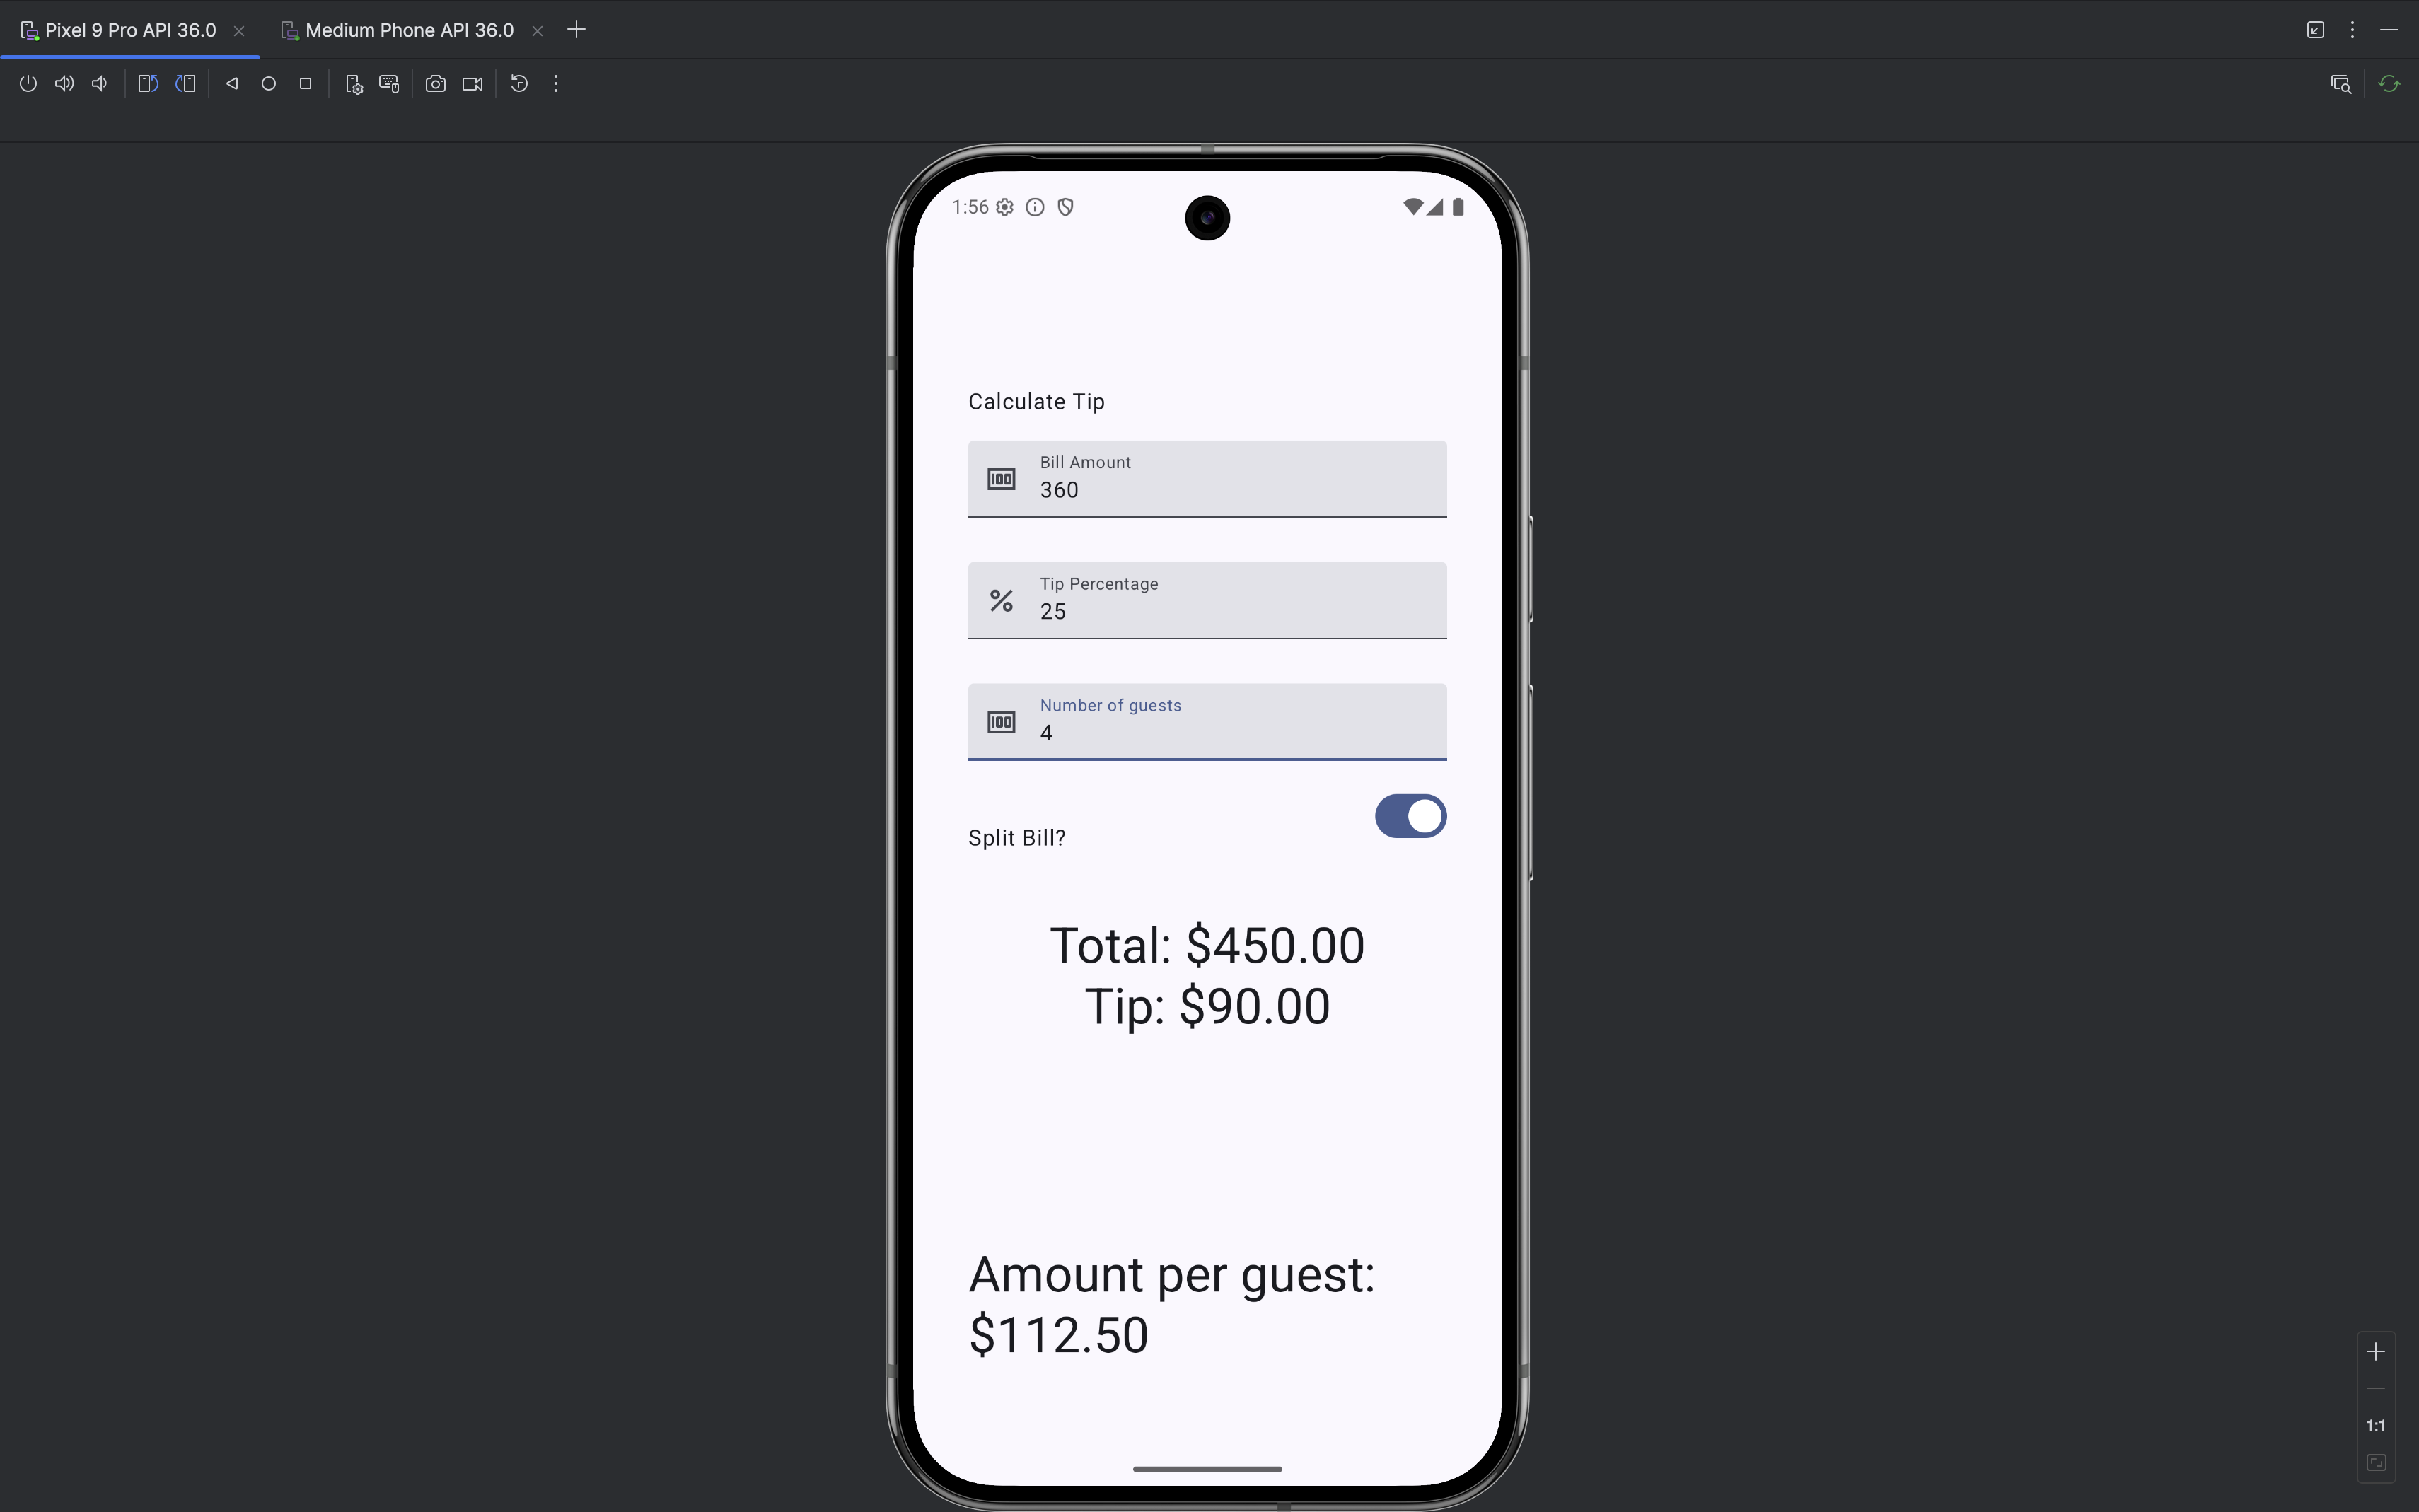 Pixel 9 Pro API 36.0
Medium Phone API 36.0
1:56
Calculate Tip
Bill Amount
360
Tip Percentage
25
Number of guests
4
Split Bill?
Total: $450.00
Tip: $90.00
Amount per guest:
$112.50
1:1